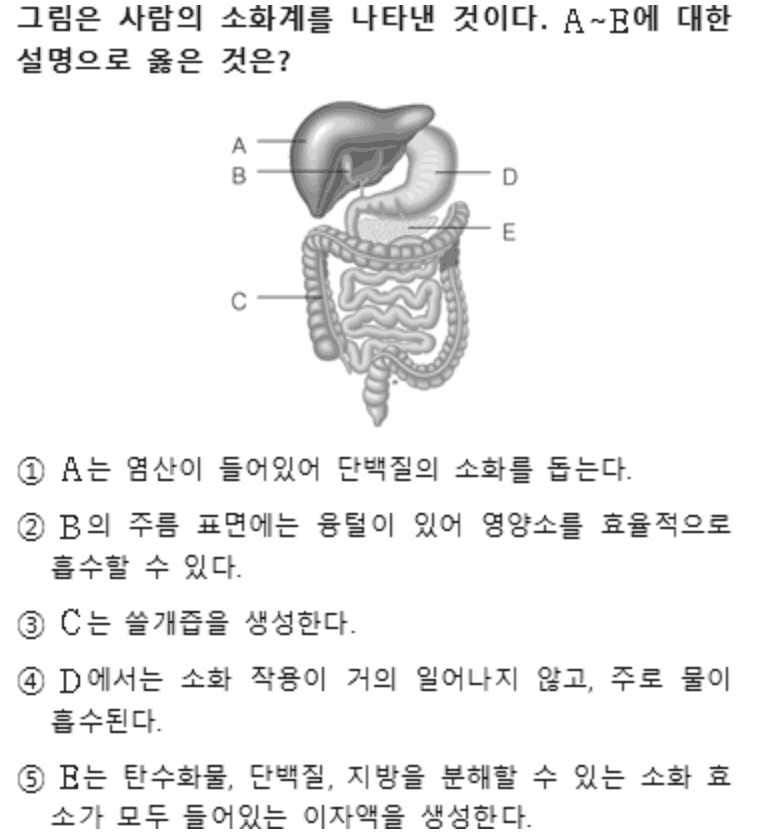 그림은 사람의 소화계를 나타낸 것이다. A~E에 대한
설명으로 옳은 것은?
A
B
D
E
C
① A는 염산이 들어있어 단백질의 소화를 돕는다.
② B의 주름 표면에는 융털이 있어 영양소를 효율적으로
흡수할 수 있다.
③ C는 쓸개즙을 생성한다.
④ D에서는 소화 작용이 거의 일어나지 않고, 주로 물이
흡수된다.
⑤ E는 탄수화물, 단백질, 지방을 분해할 수 있는 소화 효
소가 모두 들어있는 이자액을 생성한다.